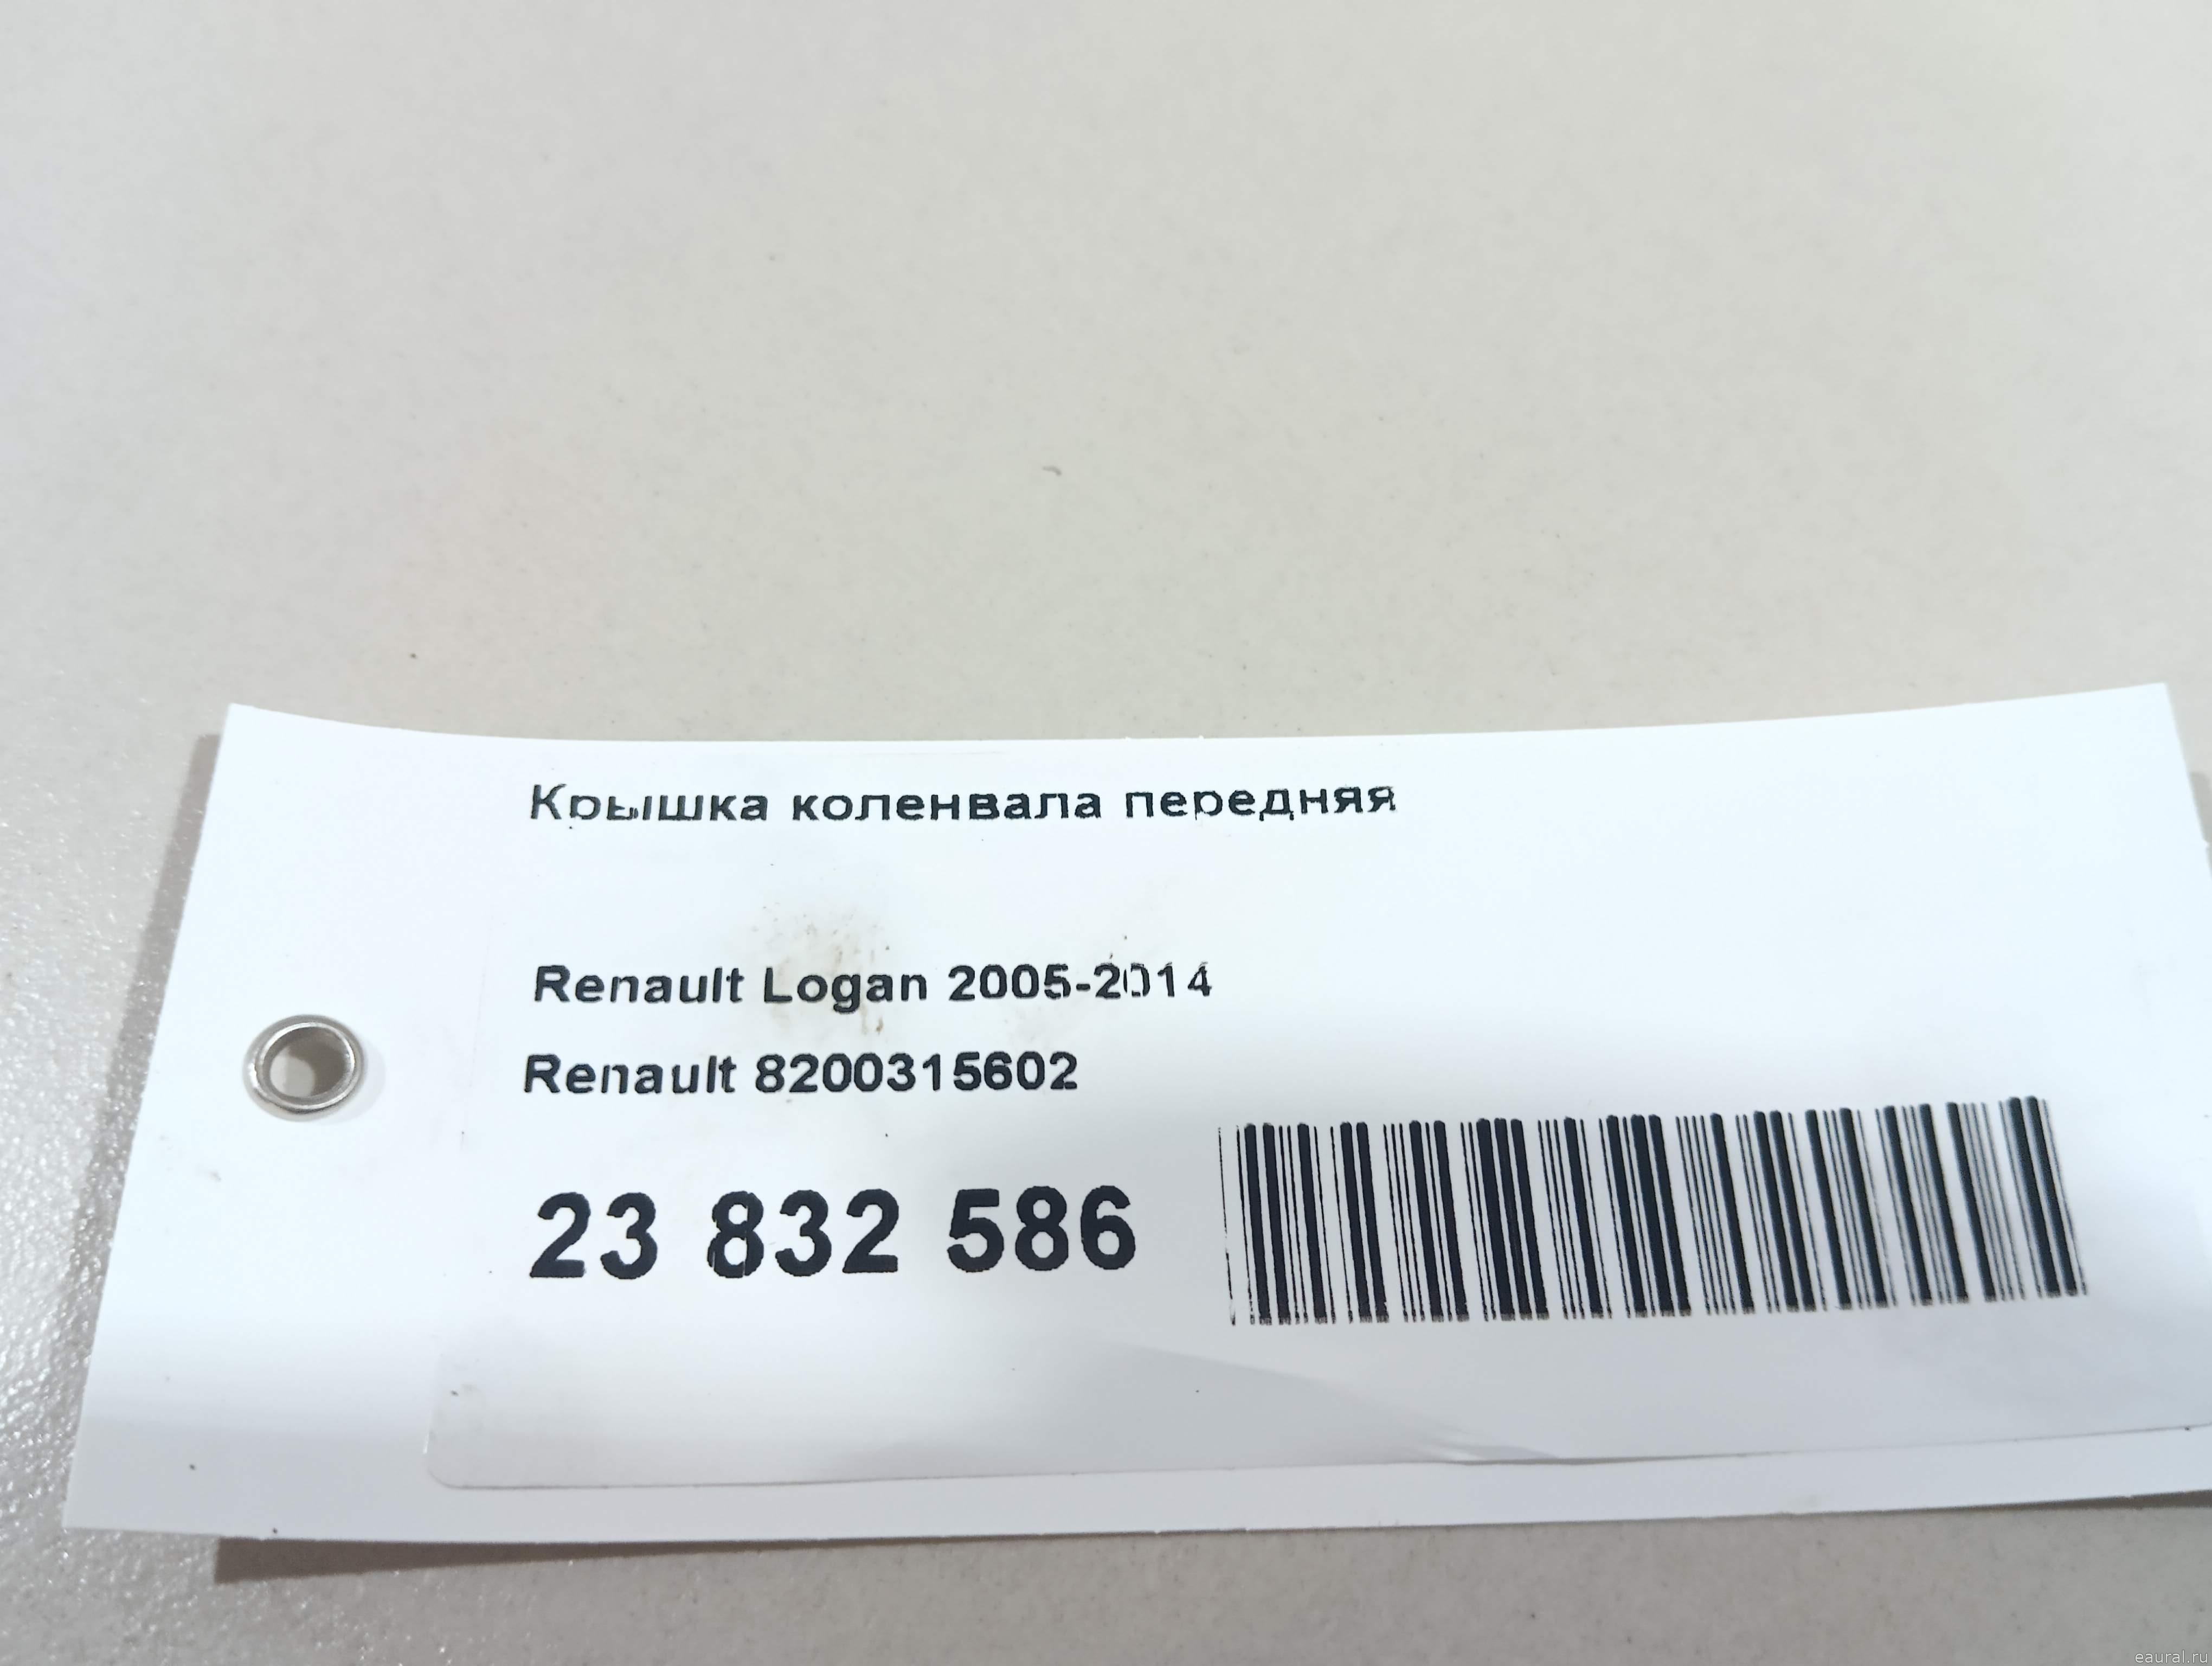 Крышка коленвала передняя
Renault Logan 2005-2014
Renault 8200315602
23 832 586
eaural.ru